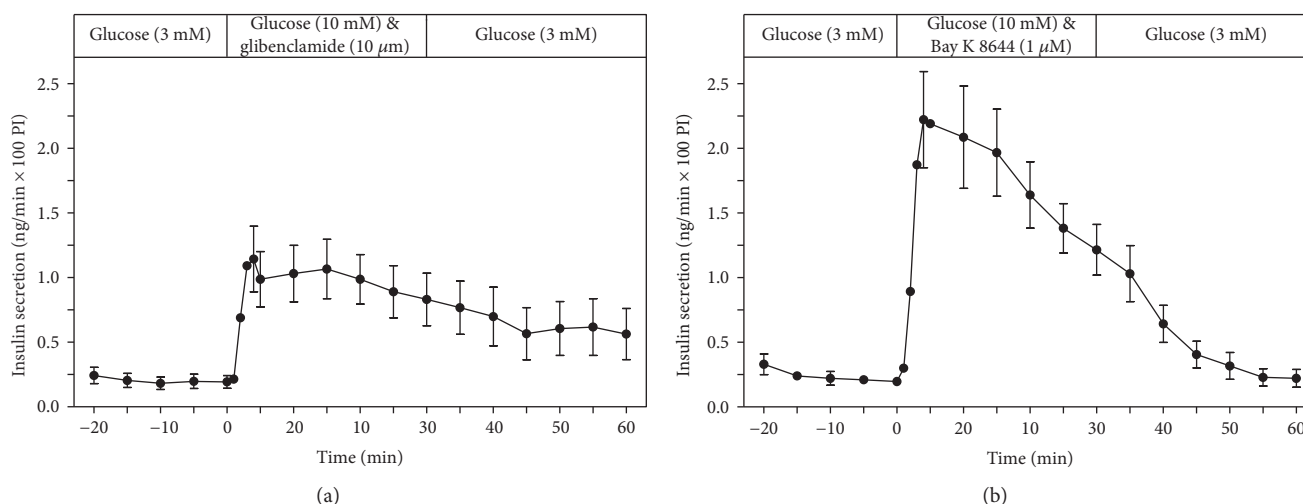 Glucose (3 mM)
Glucose (10 mM) &
glibenclamide (10 μm)
Glucose (3 mM)
2.5
2.0
1.5
1.0
0.5
0.0
Insulin secretion (ng/min × 100 PI)
−20
−10
0
20
10
30
40
50
60
Time (min)
(a)
Glucose (3 mM)
Glucose (10 mM) &
Bay K 8644 (1 μM)
Glucose (3 mM)
2.5
2.0
1.5
1.0
0.5
0.0
Insulin secretion (ng/min × 100 PI)
−20
−10
0
20
10
30
40
50
60
Time (min)
(b)